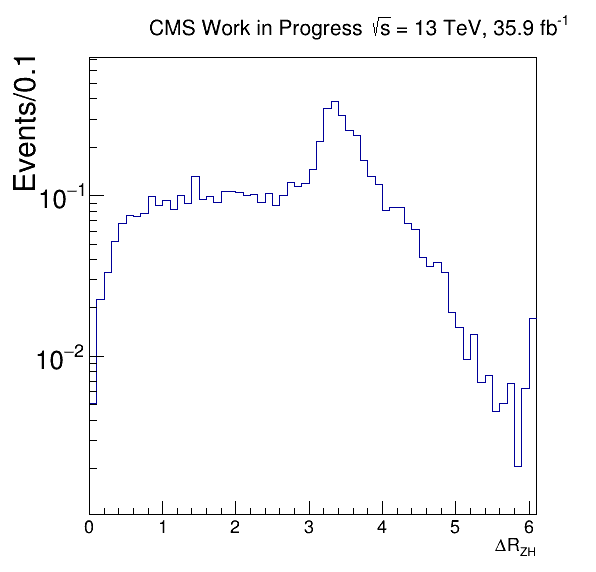 CMS Work in Progress √s = 13 TeV, 35.9 fb⁻¹
Events/0.1
10⁻¹
10⁻²
0 1 2 3 4 5 6
ΔR_ZH